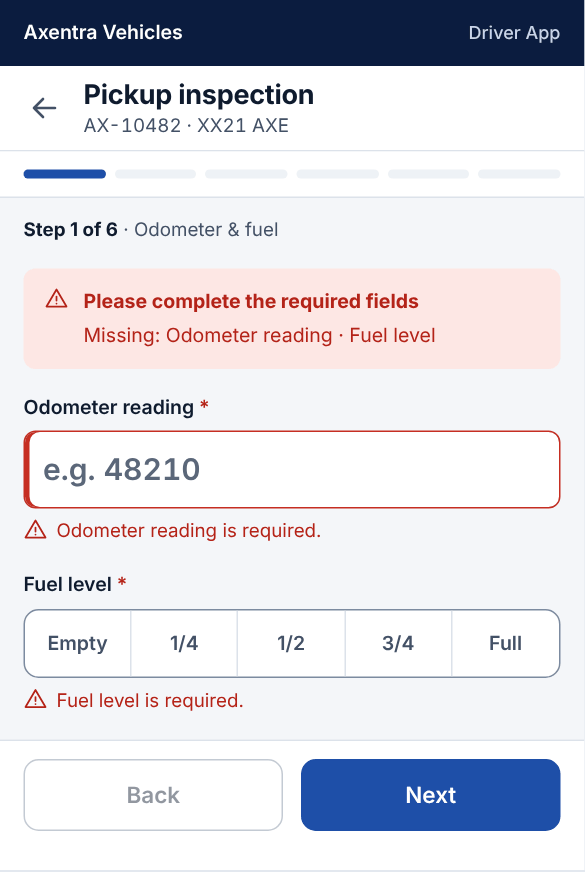 Axentra Vehicles
Driver App
Pickup inspection
AX-10482 · XX21 AXE
Step 1 of 6 · Odometer & fuel
Please complete the required fields
Missing: Odometer reading · Fuel level
Odometer reading *
e.g. 48210
Odometer reading is required.
Fuel level *
Empty 1/4 1/2 3/4 Full
Fuel level is required.
Back Next